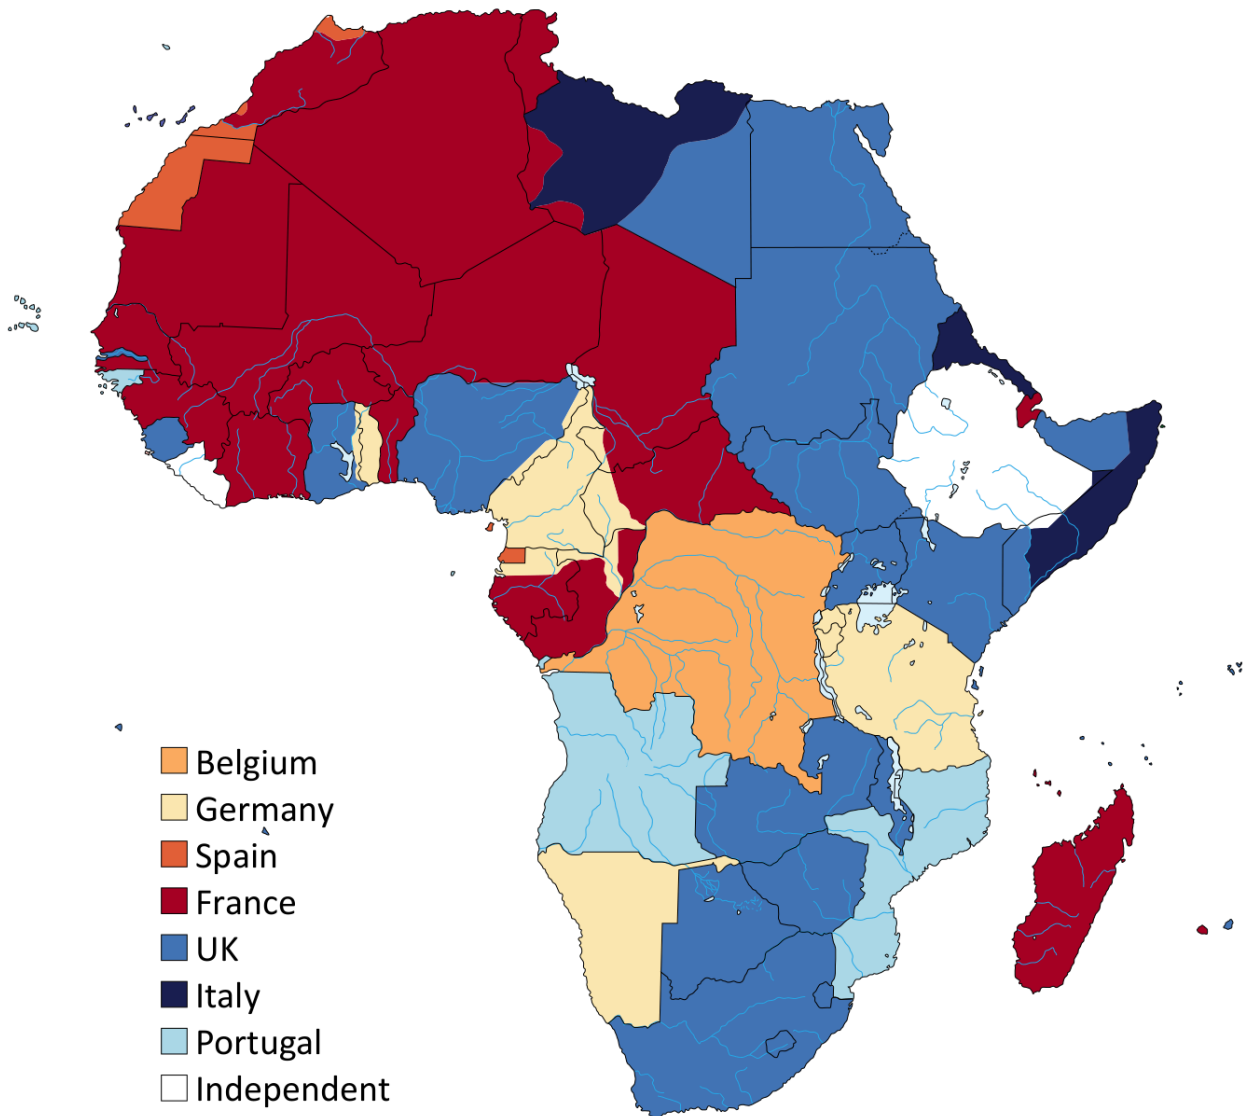 Belgium
Germany
Spain
France
UK
Italy
Portugal
Independent